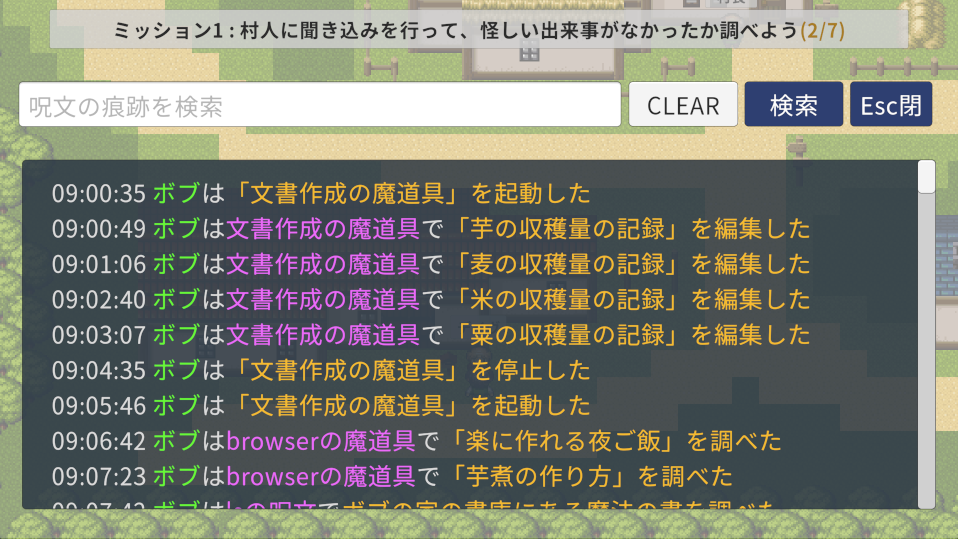 村長
ミッション1 : 村人に聞き込みを行って、怪しい出来事がなかったか調べよう(2/7)
呪文の痕跡を検索
CLEAR
検索
Esc閉
09:00:35 ボブは「文書作成の魔道具」を起動した
09:00:49 ボブは文書作成の魔道具で「芋の収穫量の記録」を編集した
09:01:06 ボブは文書作成の魔道具で「麦の収穫量の記録」を編集した
09:02:40 ボブは文書作成の魔道具で「米の収穫量の記録」を編集した
09:03:07 ボブは文書作成の魔道具で「粟の収穫量の記録」を編集した
09:04:35 ボブは「文書作成の魔道具」を停止した
09:05:46 ボブは「文書作成の魔道具」を起動した
09:06:42 ボブはbrowserの魔道具で「楽に作れる夜ご飯」を調べた
09:07:23 ボブはbrowserの魔道具で「芋煮の作り方」を調べた